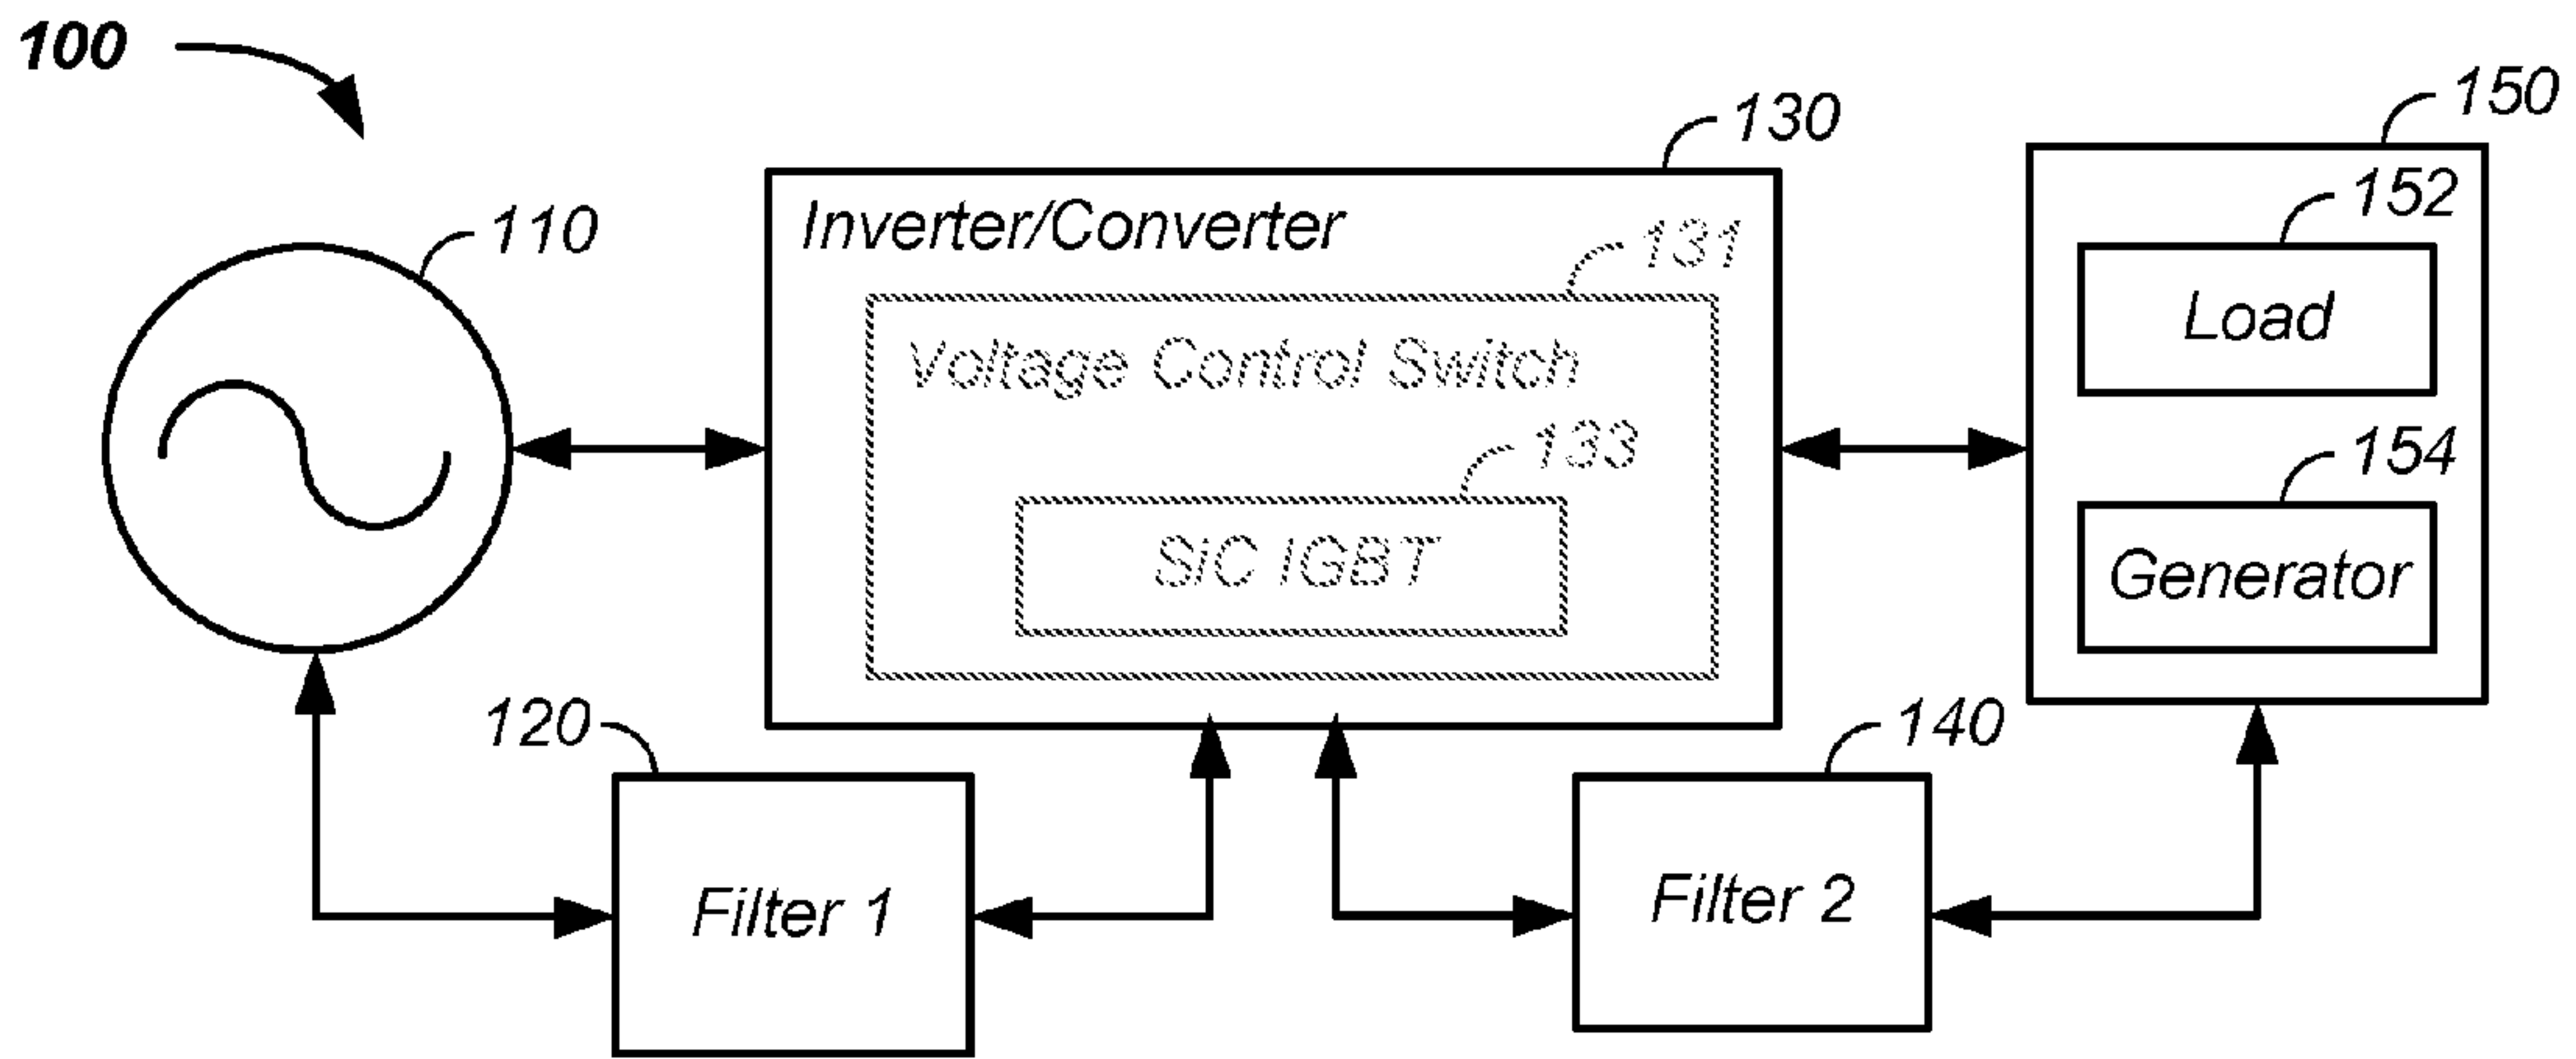 100
130
150
Inverter/Converter
152
110
131
Load
Voltage Control Switch
133
154
SiC IGBT
Generator
120
140
Filter 1
Filter 2